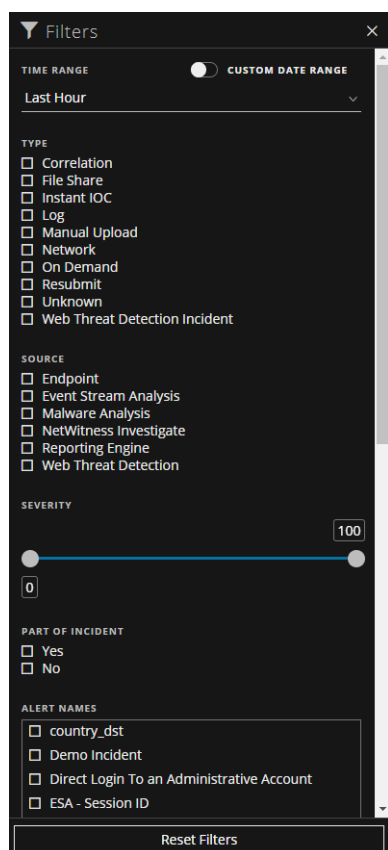 Filters
TIME RANGE CUSTOM DATE RANGE
Last Hour
TYPE
Correlation
File Share
Instant IOC
Log
Manual Upload
Network
On Demand
Resubmit
Unknown
Web Threat Detection Incident
SOURCE
Endpoint
Event Stream Analysis
Malware Analysis
NetWitness Investigate
Reporting Engine
Web Threat Detection
SEVERITY
100
0
PART OF INCIDENT
Yes
No
ALERT NAMES
country_dst
Demo Incident
Direct Login To an Administrative Account
ESA - Session ID
Reset Filters